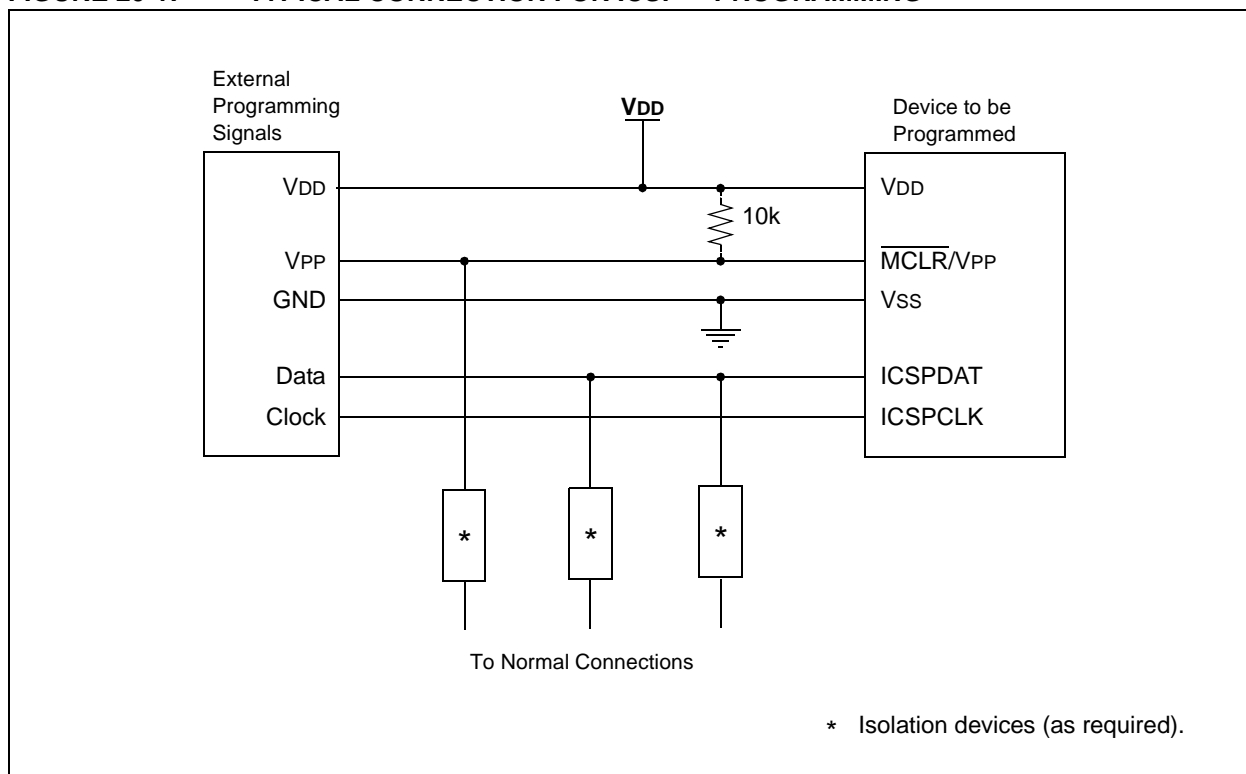 External
Programming
Signals
VDD
Device to be
Programmed
VDD
VDD
10k
VPP
MCLR/VPP
GND
VSS
Data
ICSPDAT
Clock
ICSPCLK
*
*
*
To Normal Connections
* Isolation devices (as required).